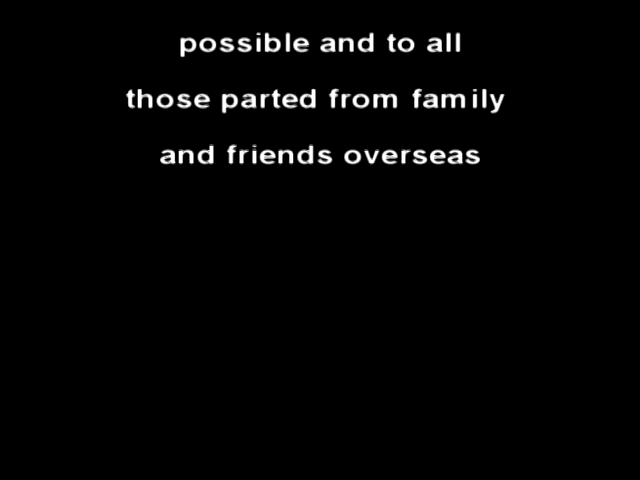 possible and to all
those parted from family
and friends overseas